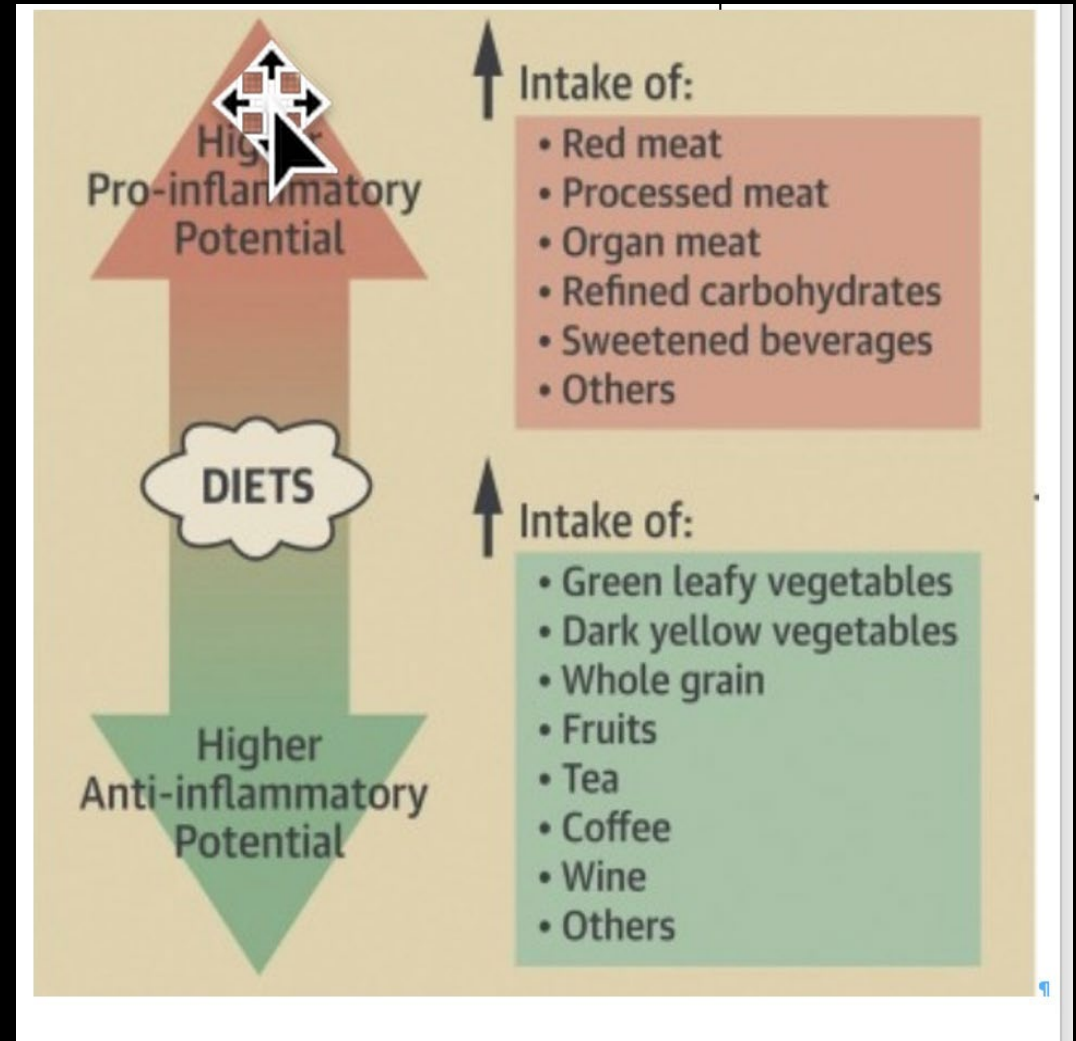 Higher
Pro-inflammatory
Potential
DIETS
Higher
Anti-inflammatory
Potential
Intake of:
• Red meat
• Processed meat
• Organ meat
• Refined carbohydrates
• Sweetened beverages
• Others
Intake of:
• Green leafy vegetables
• Dark yellow vegetables
• Whole grain
• Fruits
• Tea
• Coffee
• Wine
• Others
¶